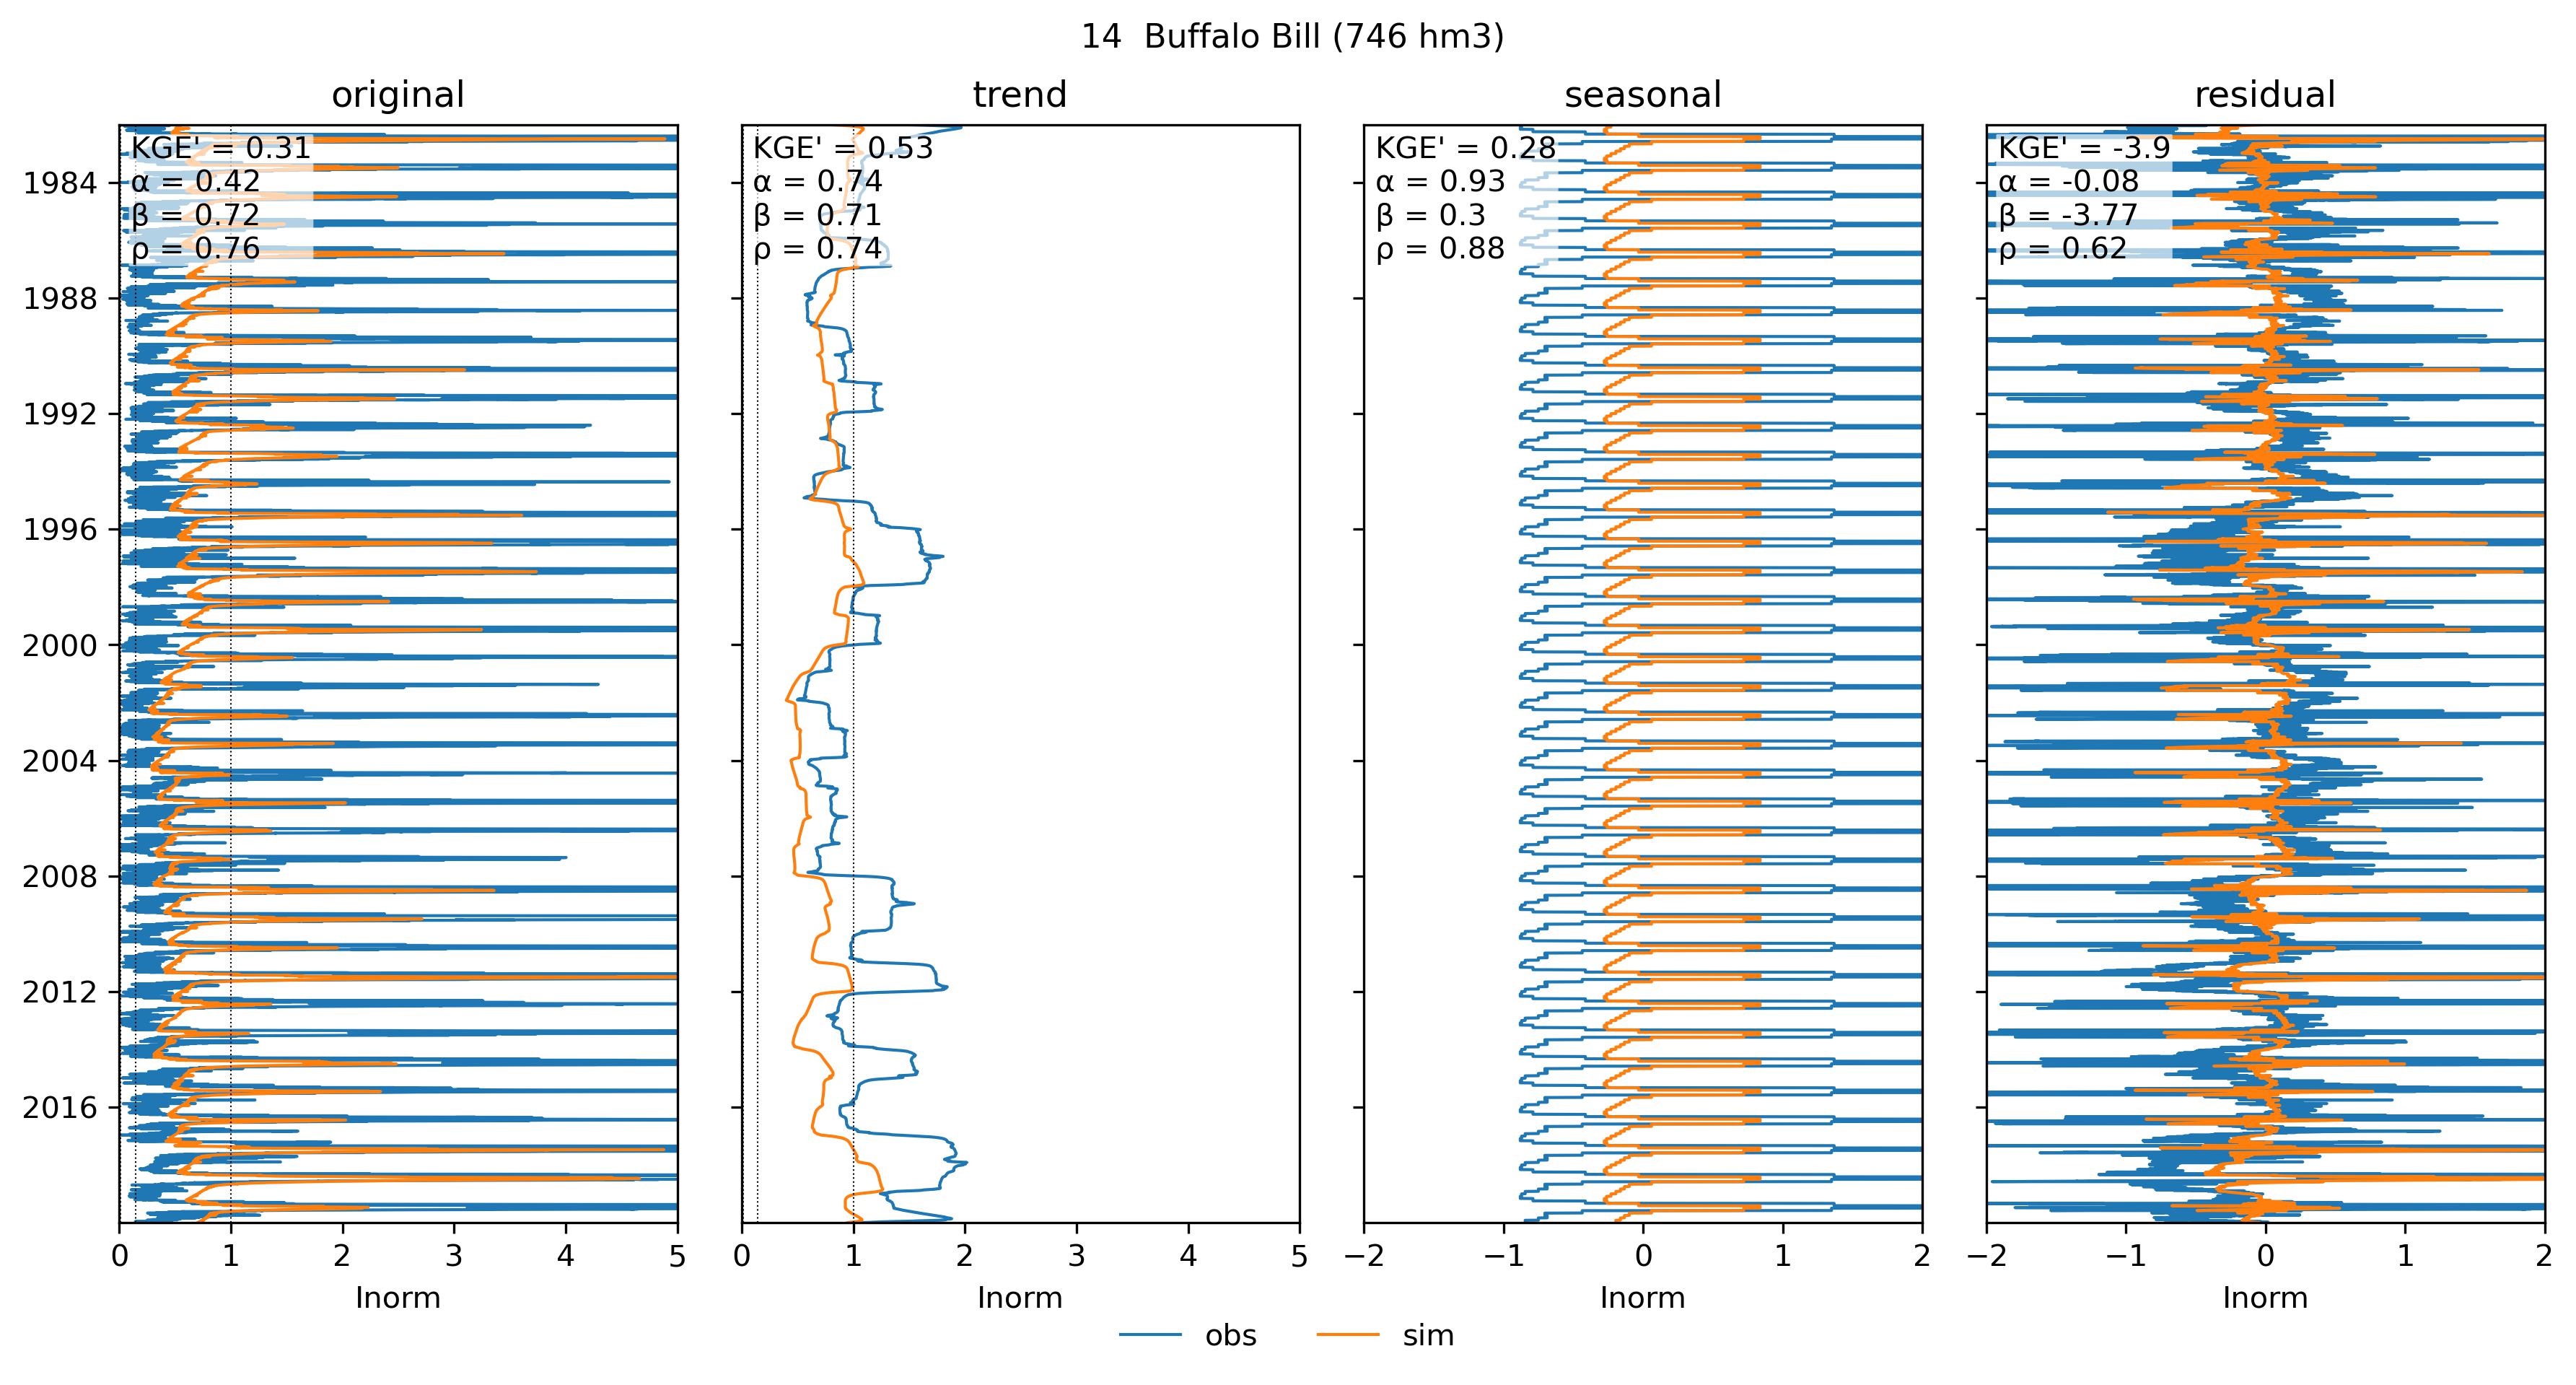 14  Buffalo Bill (746 hm3)
original
trend
seasonal
residual
KGE' = 0.31
α = 0.42
β = 0.72
ρ = 0.76
KGE' = 0.53
α = 0.74
β = 0.71
ρ = 0.74
KGE' = 0.28
α = 0.93
β = 0.3
ρ = 0.88
KGE' = -3.9
α = -0.08
β = -3.77
ρ = 0.62
1984
1988
1992
1996
2000
2004
2008
2012
2016
0 1 2 3 4 5
0 1 2 3 4 5
−2 −1 0 1 2
−2 −1 0 1 2
Inorm
Inorm
Inorm
Inorm
obs sim